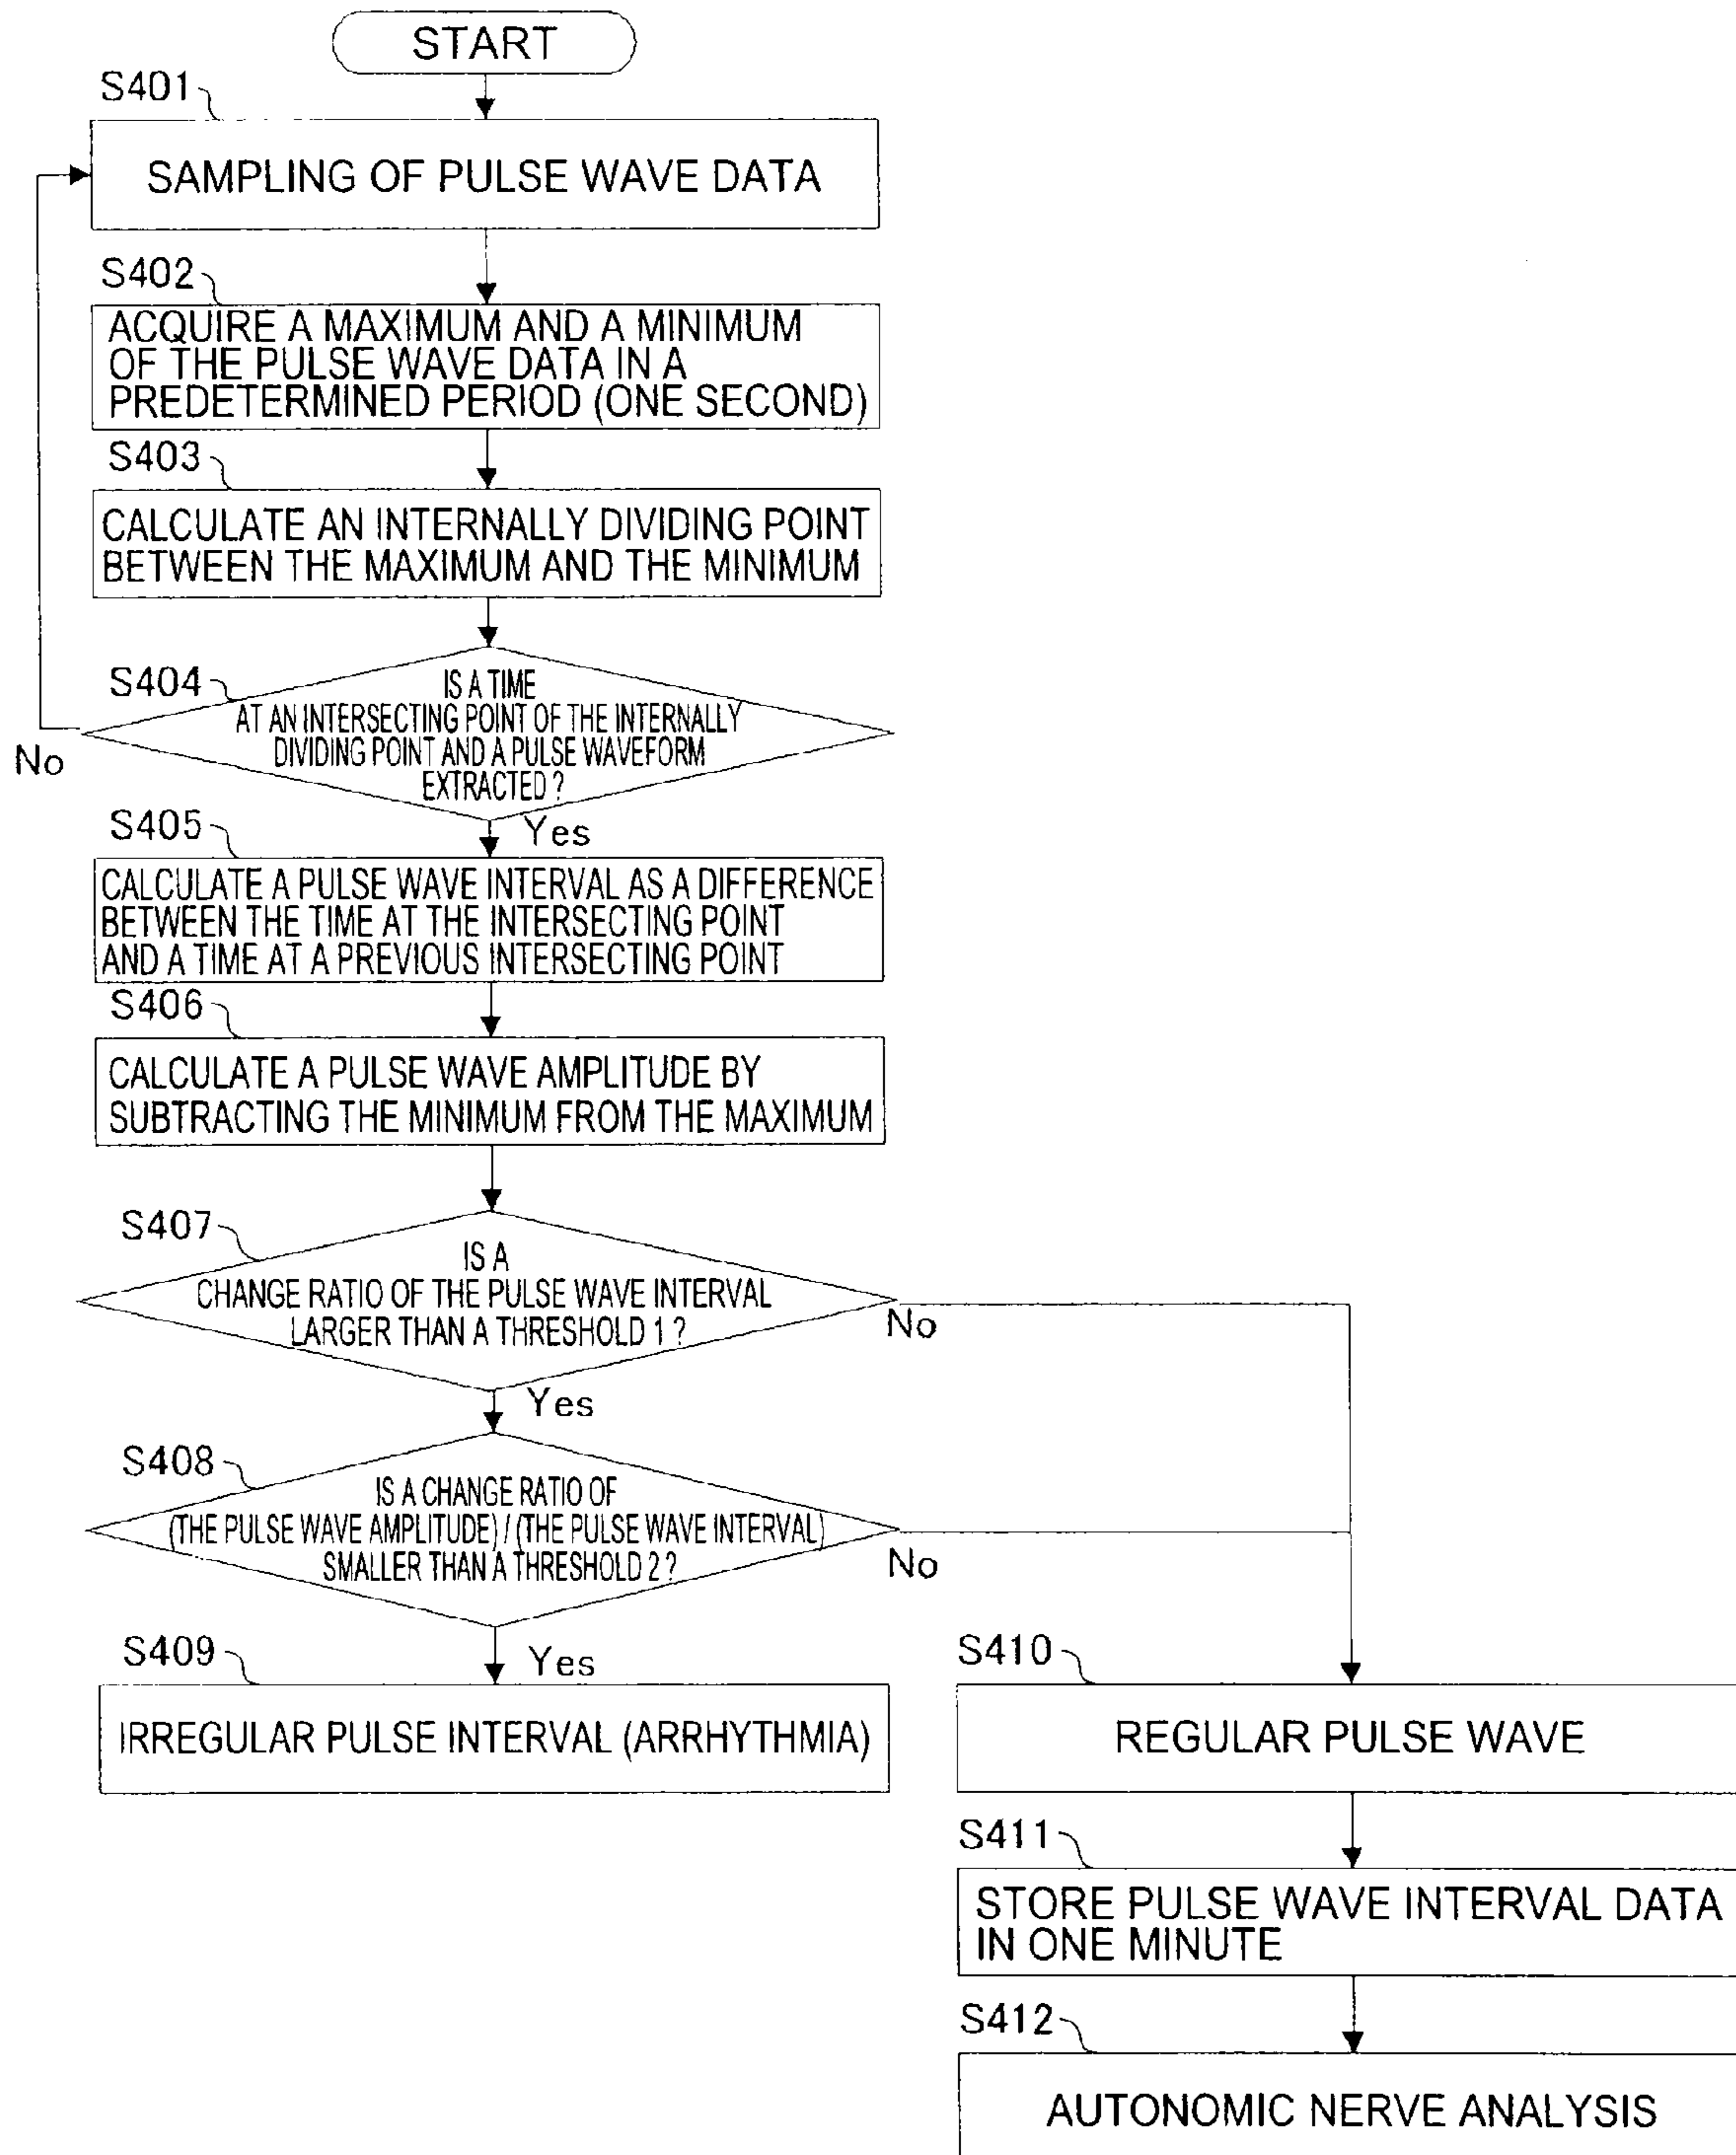 START
S401
SAMPLING OF PULSE WAVE DATA
S402
ACQUIRE A MAXIMUM AND A MINIMUM
OF THE PULSE WAVE DATA IN A
PREDETERMINED PERIOD (ONE SECOND)
S403
CALCULATE AN INTERNALLY DIVIDING POINT
BETWEEN THE MAXIMUM AND THE MINIMUM
S404
IS A TIME
AT AN INTERSECTING POINT OF THE INTERNALLY
DIVIDING POINT AND A PULSE WAVEFORM
EXTRACTED ?
No
Yes
S405
CALCULATE A PULSE WAVE INTERVAL AS A DIFFERENCE
BETWEEN THE TIME AT THE INTERSECTING POINT
AND A TIME AT A PREVIOUS INTERSECTING POINT
S406
CALCULATE A PULSE WAVE AMPLITUDE BY
SUBTRACTING THE MINIMUM FROM THE MAXIMUM
S407
IS A
CHANGE RATIO OF THE PULSE WAVE INTERVAL
LARGER THAN A THRESHOLD 1 ?
No
Yes
S408
IS A CHANGE RATIO OF
(THE PULSE WAVE AMPLITUDE) / (THE PULSE WAVE INTERVAL)
SMALLER THAN A THRESHOLD 2 ?
No
Yes
S409
IRREGULAR PULSE INTERVAL (ARRHYTHMIA)
S410
REGULAR PULSE WAVE
S411
STORE PULSE WAVE INTERVAL DATA
IN ONE MINUTE
S412
AUTONOMIC NERVE ANALYSIS